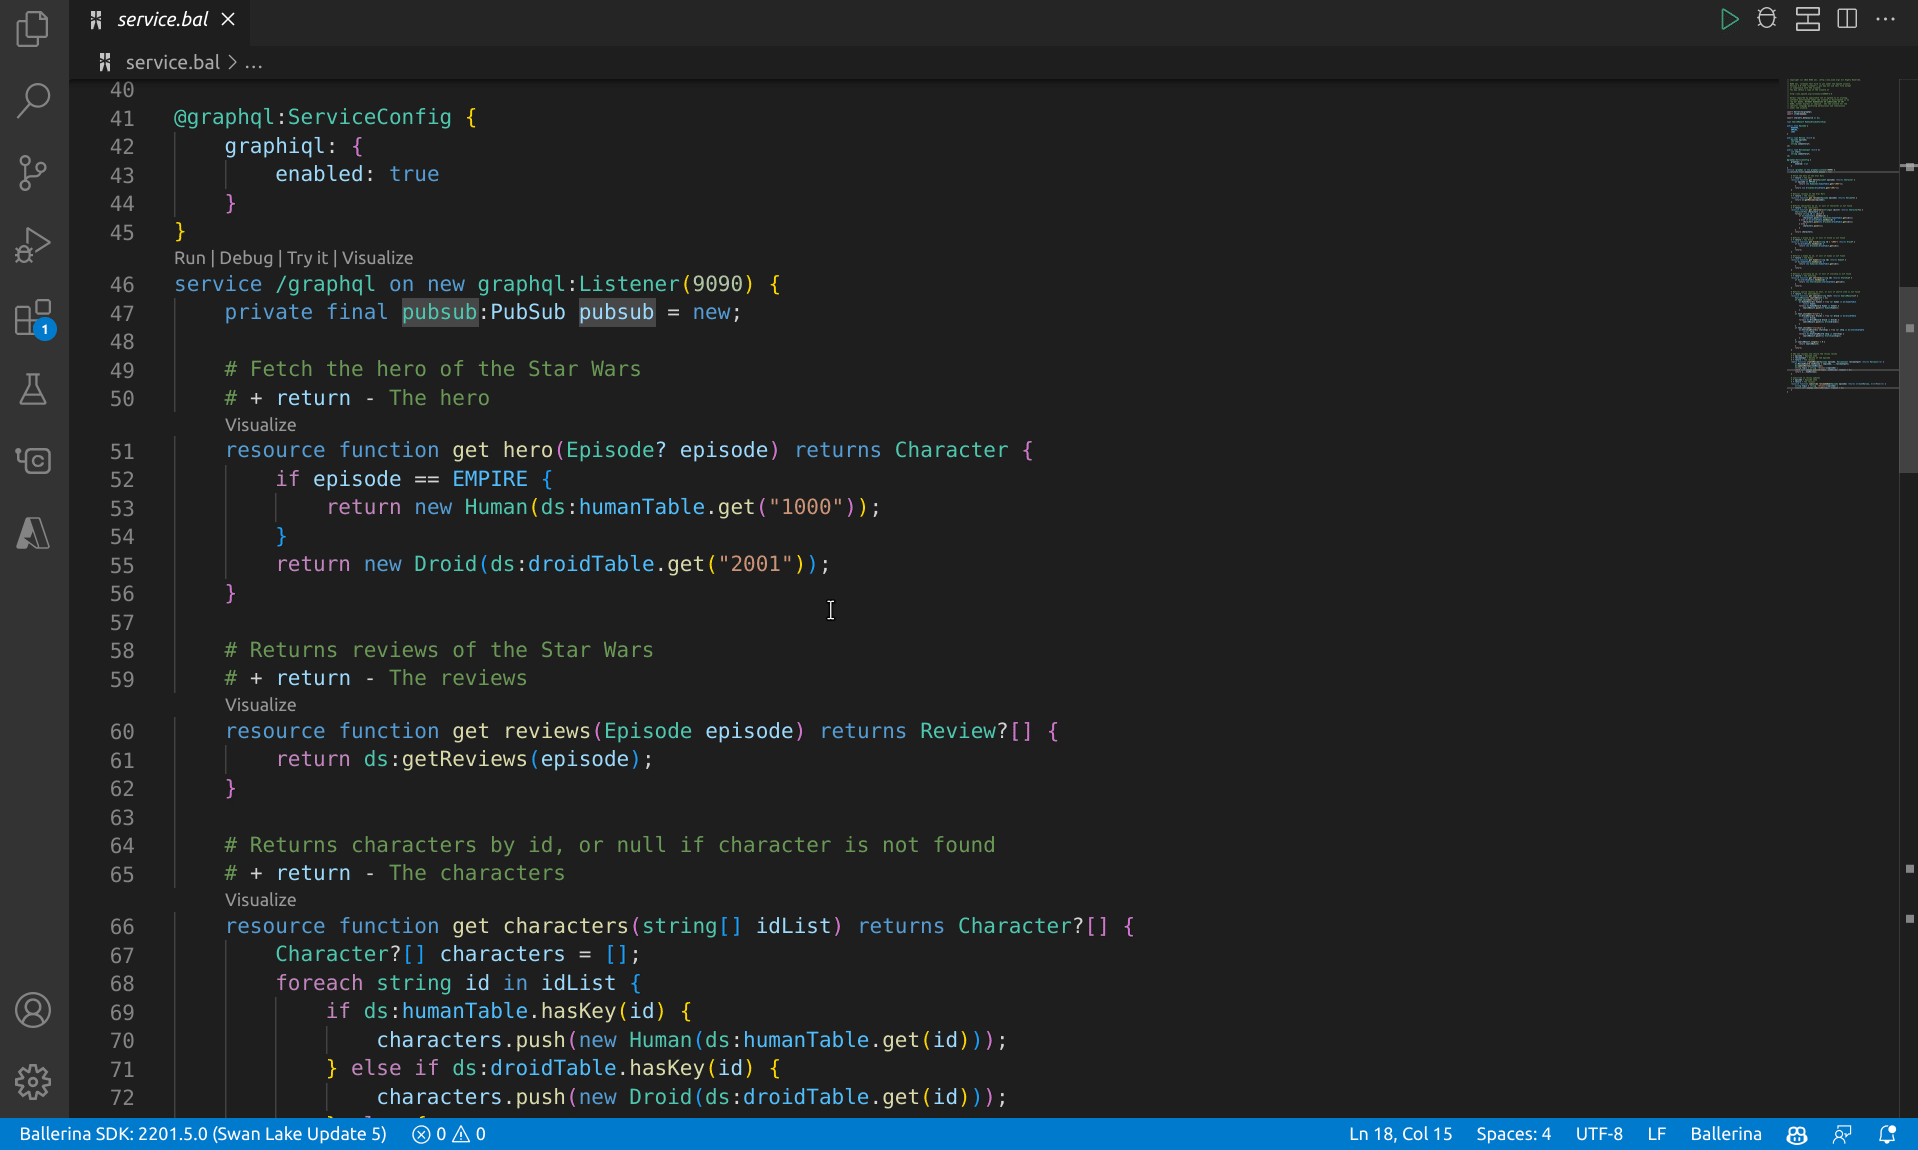 service.bal
service.bal > ...
40
41 @graphql:ServiceConfig {
42 graphiql: {
43 enabled: true
44 }
45 }
Run | Debug | Try it | Visualize
46 service /graphql on new graphql:Listener(9090) {
47 private final pubsub:PubSub pubsub = new;
48
49 # Fetch the hero of the Star Wars
50 # + return - The hero
Visualize
51 resource function get hero(Episode? episode) returns Character {
52 if episode == EMPIRE {
53 return new Human(ds:humanTable.get("1000"));
54 }
55 return new Droid(ds:droidTable.get("2001"));
56 }
57
58 # Returns reviews of the Star Wars
59 # + return - The reviews
Visualize
60 resource function get reviews(Episode episode) returns Review?[] {
61 return ds:getReviews(episode);
62 }
63
64 # Returns characters by id, or null if character is not found
65 # + return - The characters
Visualize
66 resource function get characters(string[] idList) returns Character?[] {
67 Character?[] characters = [];
68 foreach string id in idList {
69 if ds:humanTable.hasKey(id) {
70 characters.push(new Human(ds:humanTable.get(id)));
71 } else if ds:droidTable.hasKey(id) {
72 characters.push(new Droid(ds:droidTable.get(id)));
1
Ballerina SDK: 2201.5.0 (Swan Lake Update 5) 0 0 Ln 18, Col 15 Spaces: 4 UTF-8 LF Ballerina